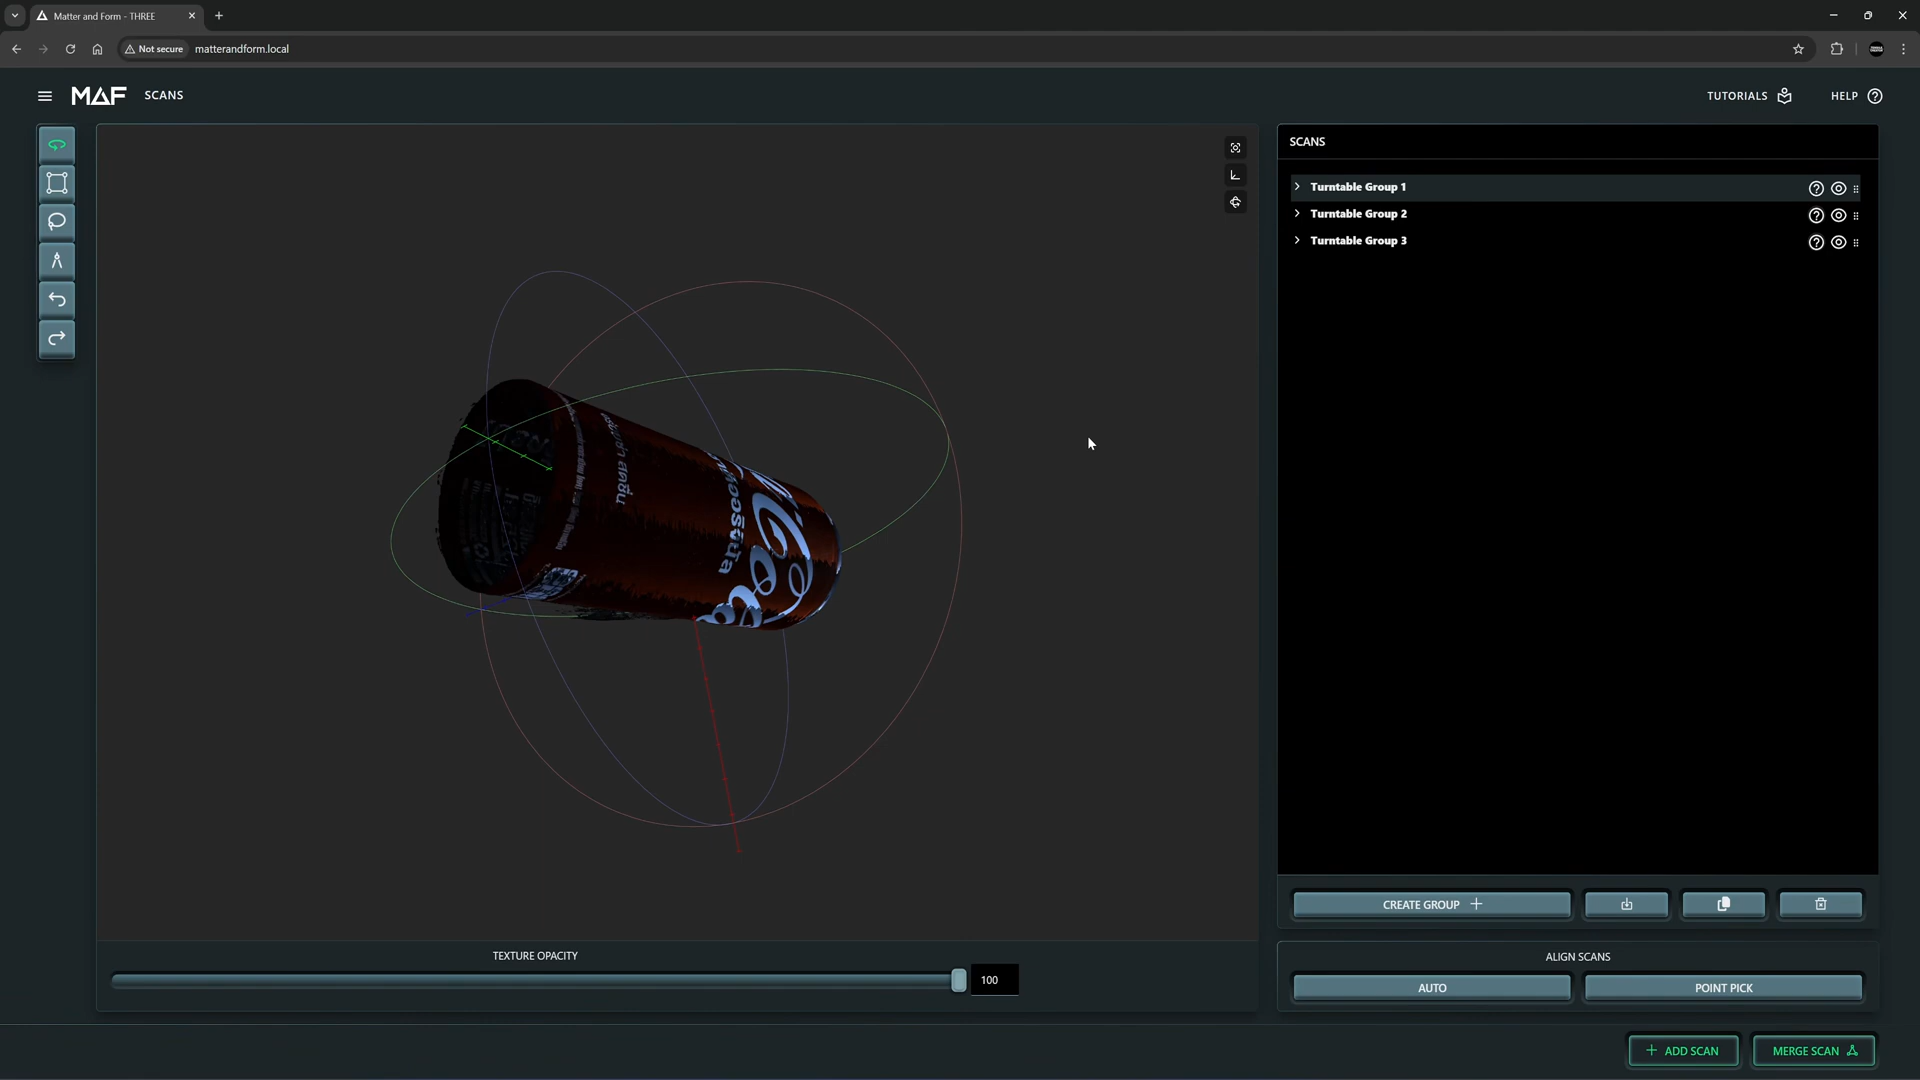 Matter and Form - THREE
Not secure
matterandform.local
MAF
SCANS
TUTORIALS
HELP
SCANS
Turntable Group 1
Turntable Group 2
Turntable Group 3
CREATE GROUP
TEXTURE OPACITY
100
ALIGN SCANS
AUTO
POINT PICK
ADD SCAN
MERGE SCAN